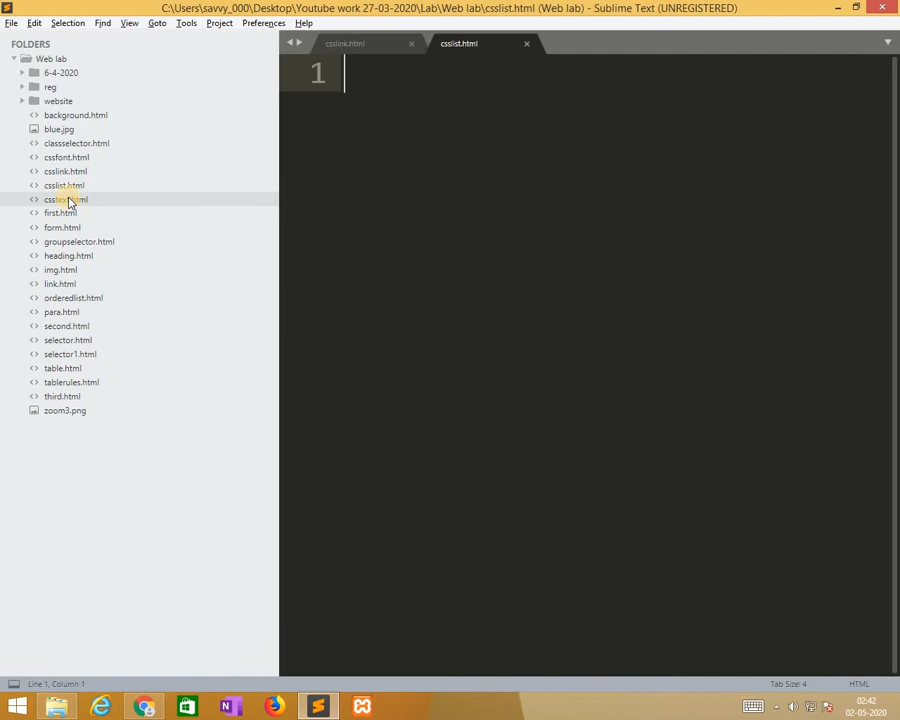 C:\Users\savvy_000\Desktop\Youtube work 27-03-2020\Lab\Web lab\csslist.html (Web lab) - Sublime Text (UNREGISTERED)
File Edit Selection Find View Goto Tools Project Preferences Help
FOLDERS
Web lab
6-4-2020
reg
website
background.html
blue.jpg
classselector.html
cssfont.html
csslink.html
csslist.html
csstext.html
first.html
form.html
groupselector.html
heading.html
img.html
link.html
orderedlist.html
para.html
second.html
selector.html
selector1.html
table.html
tablerules.html
third.html
zoom3.png
csslink.html
csslist.html
1
Line 1, Column 1
Tab Size: 4
HTML
02:42
02-05-2020